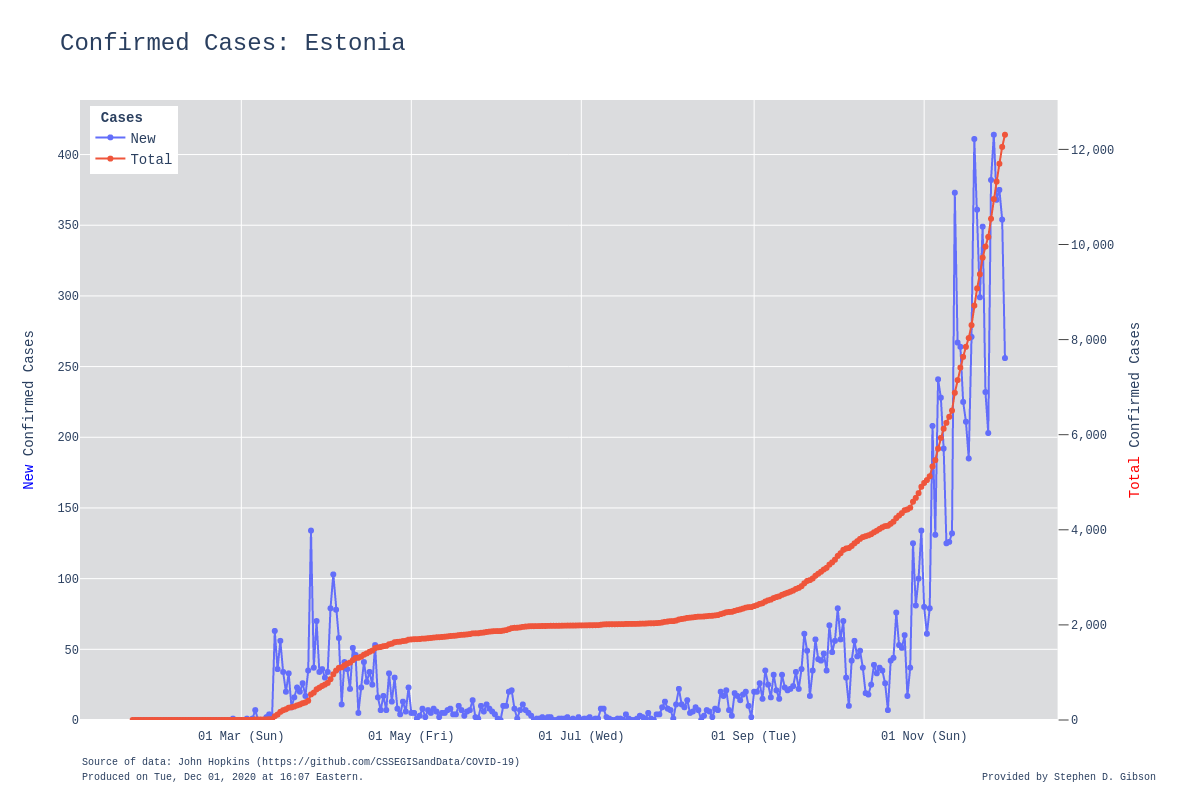 Confirmed Cases: Estonia
Cases
New
Total
400
350
300
250
200
150
100
50
0
12,000
10,000
8,000
6,000
4,000
2,000
0
New Confirmed Cases
Total Confirmed Cases
01 Mar (Sun) 01 May (Fri) 01 Jul (Wed) 01 Sep (Tue) 01 Nov (Sun)
Source of data: John Hopkins (https://github.com/CSSEGISandData/COVID-19)
Produced on Tue, Dec 01, 2020 at 16:07 Eastern.
Provided by Stephen D. Gibson